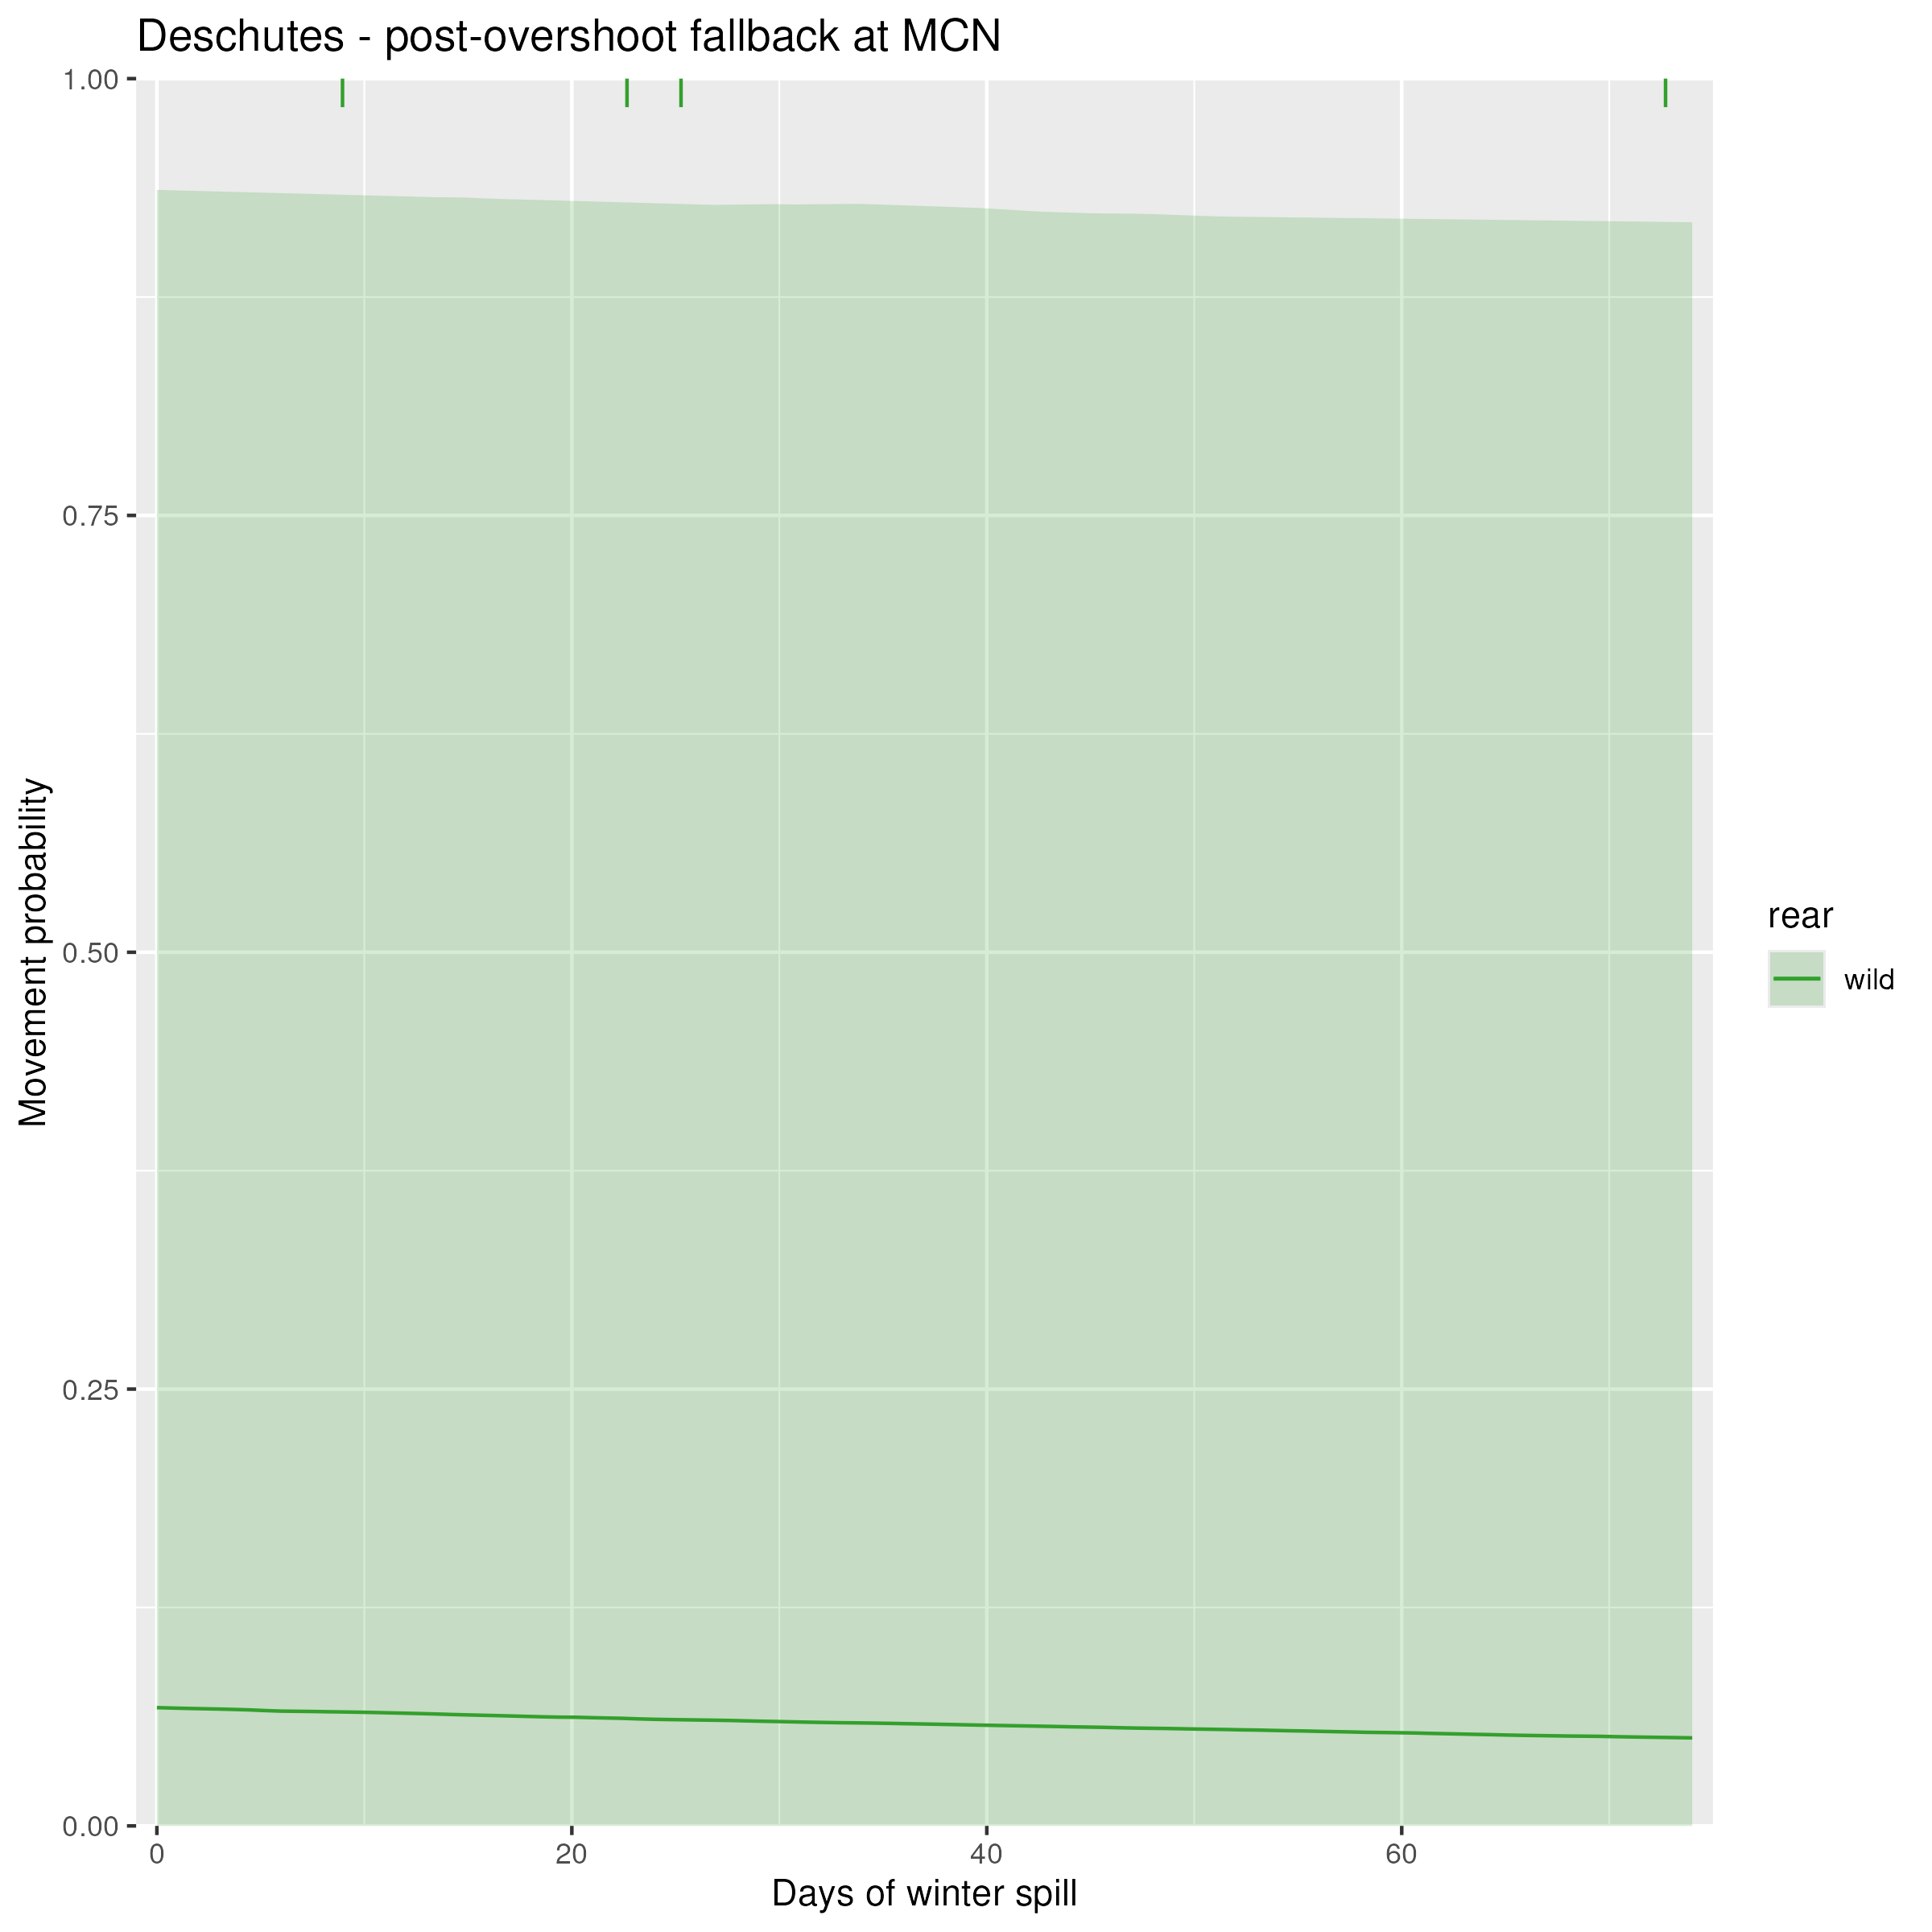 Deschutes - post-overshoot fallback at MCN
1.00
0.75
0.50
0.25
0.00
Movement probability
0
20
40
60
Days of winter spill
rear
wild